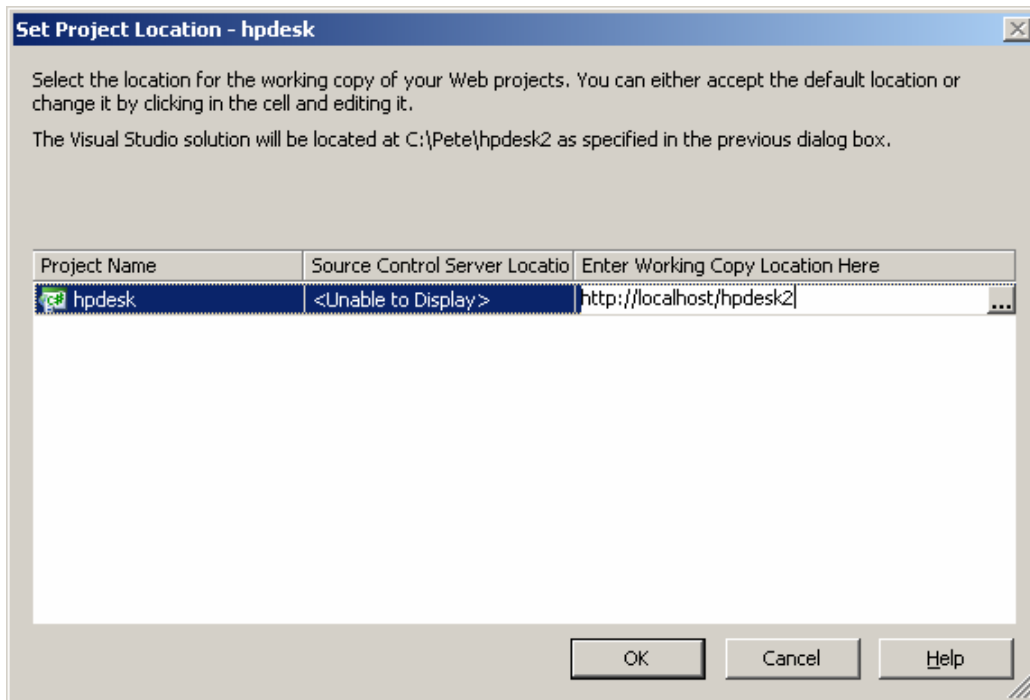 Set Project Location - hpdesk
Select the location for the working copy of your Web projects. You can either accept the default location or
change it by clicking in the cell and editing it.
The Visual Studio solution will be located at C:\Pete\hpdesk2 as specified in the previous dialog box.
Project Name Source Control Server Locatio Enter Working Copy Location Here
C# hpdesk <Unable to Display> http://localhost/hpdesk2 ...
OK Cancel Help